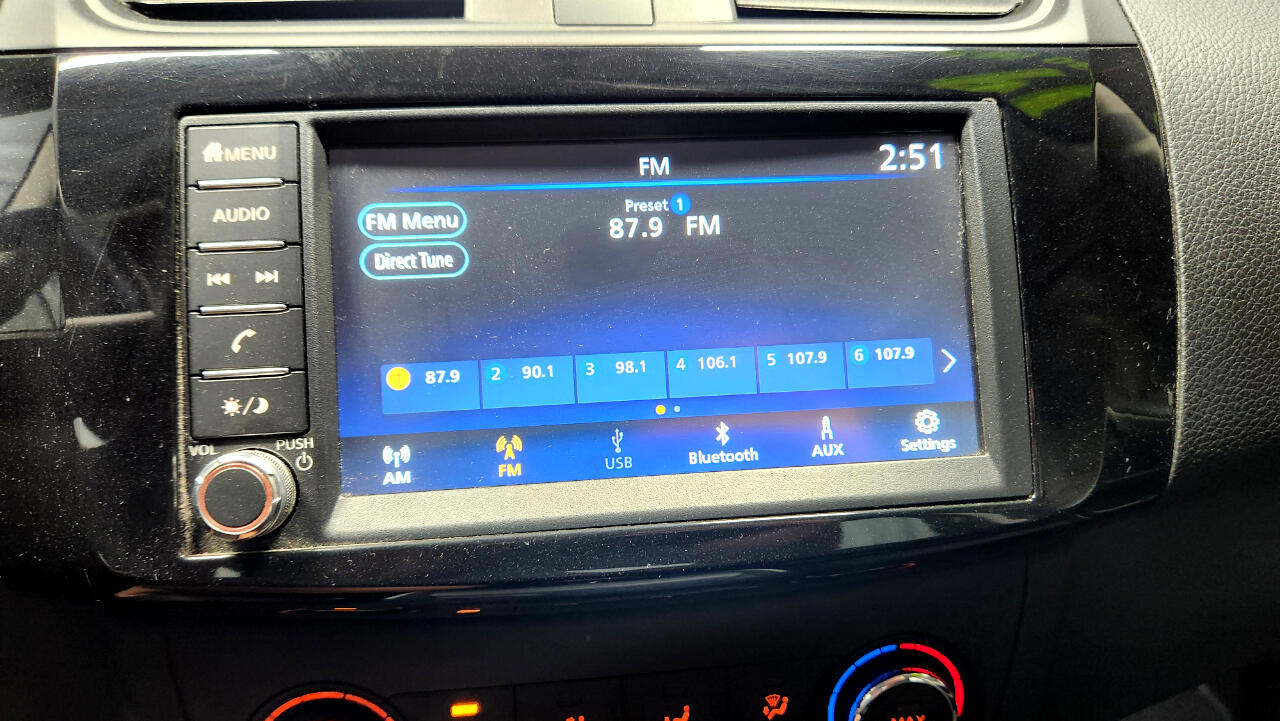 MENU
AUDIO
VOL
PUSH
FM
2:51
FM Menu
Direct Tune
Preset 1
87.9 FM
1 87.9 2 90.1 3 98.1 4 106.1 5 107.9 6 107.9
AM FM USB Bluetooth AUX Settings
MAX